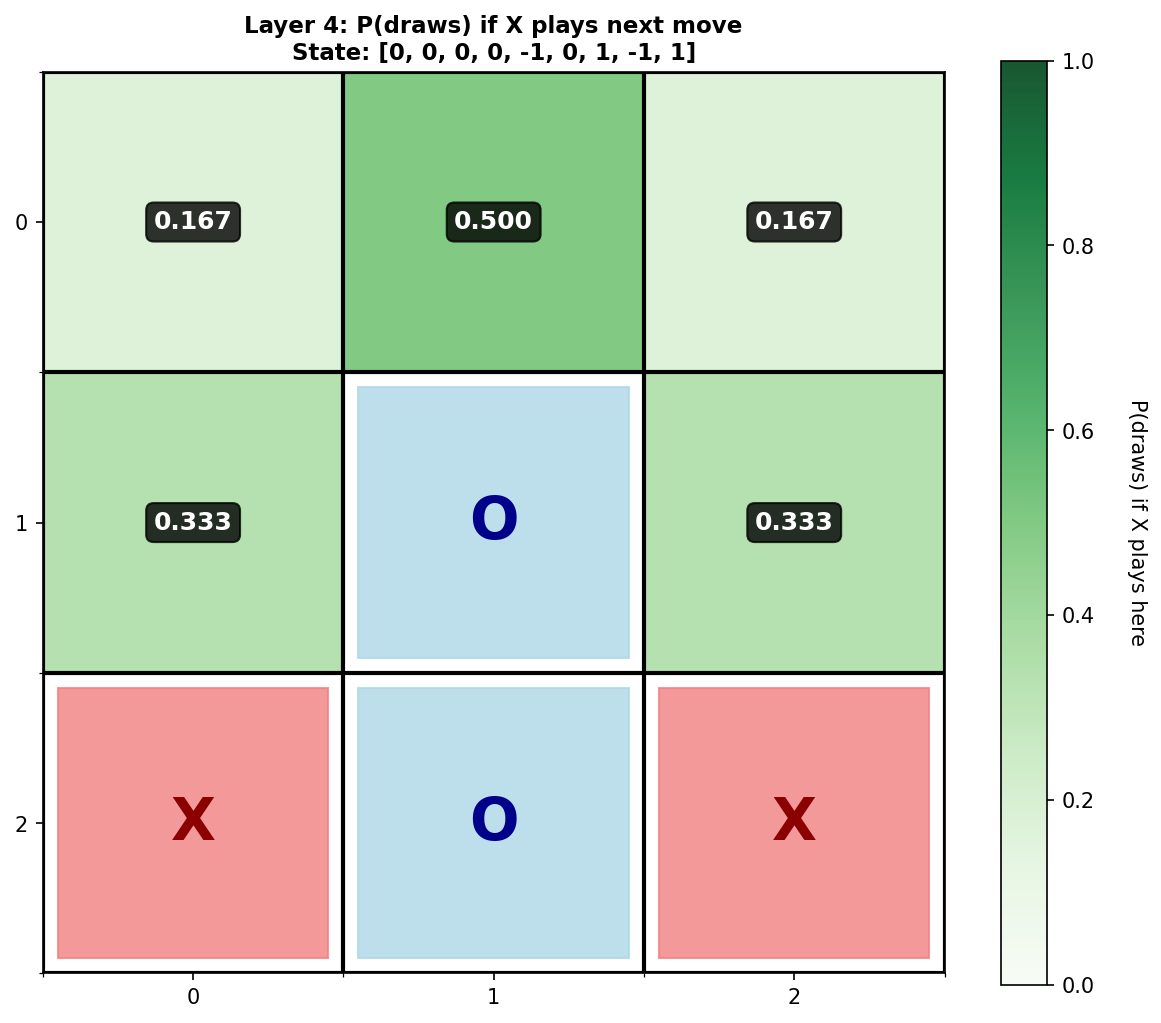 Layer 4: P(draws) if X plays next move
State: [0, 0, 0, 0, -1, 0, 1, -1, 1]
0
0.167
0.500
0.167
1
0.333
O
0.333
2
X
O
X
0
1
2
1.0
0.8
0.6
0.4
0.2
0.0
P(draws) if X plays here